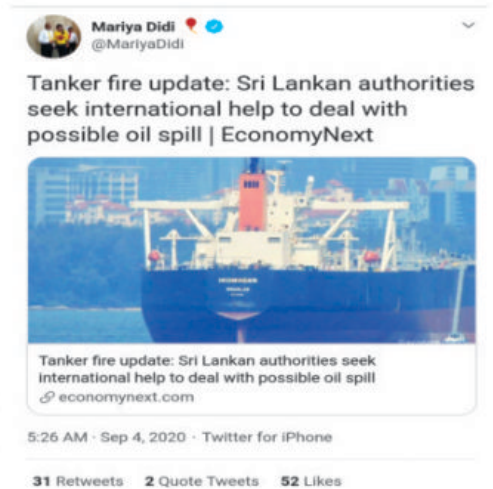 Mariya Didi
@MariyaDidi
Tanker fire update: Sri Lankan authorities
seek international help to deal with
possible oil spill | EconomyNext
Tanker fire update: Sri Lankan authorities seek
international help to deal with possible oil spill
economynext.com
5:26 AM · Sep 4, 2020 · Twitter for iPhone
31 Retweets 2 Quote Tweets 52 Likes